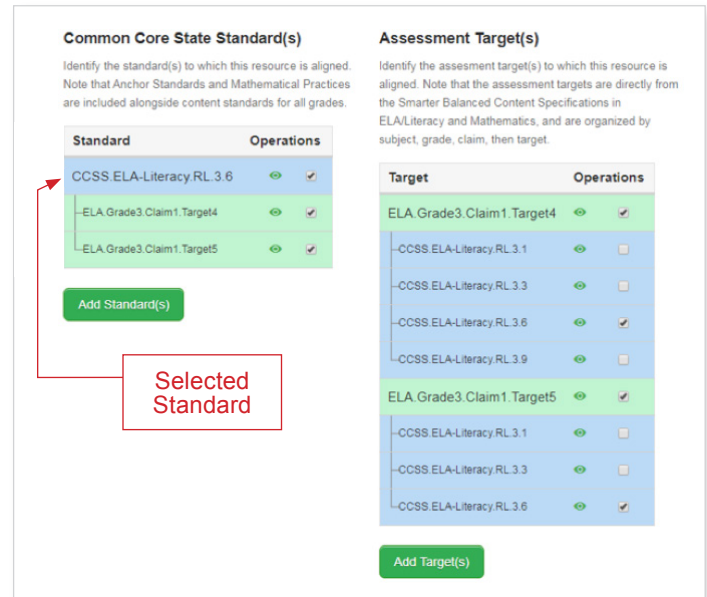 Common Core State Standard(s)
Identify the standard(s) to which this resource is aligned.
Note that Anchor Standards and Mathematical Practices
are included alongside content standards for all grades.
Standard Operations
CCSS.ELA-Literacy.RL.3.6
ELA.Grade3.Claim1.Target4
ELA.Grade3.Claim1.Target5
Add Standard(s)
Selected
Standard
Assessment Target(s)
Identify the assesment target(s) to which this resource is
aligned. Note that the assessment targets are directly from
the Smarter Balanced Content Specifications in
ELA/Literacy and Mathematics, and are organized by
subject, grade, claim, then target.
Target Operations
ELA.Grade3.Claim1.Target4
CCSS.ELA-Literacy.RL.3.1
CCSS.ELA-Literacy.RL.3.3
CCSS.ELA-Literacy.RL.3.6
CCSS.ELA-Literacy.RL.3.9
ELA.Grade3.Claim1.Target5
CCSS.ELA-Literacy.RL.3.1
CCSS.ELA-Literacy.RL.3.3
CCSS.ELA-Literacy.RL.3.6
Add Target(s)